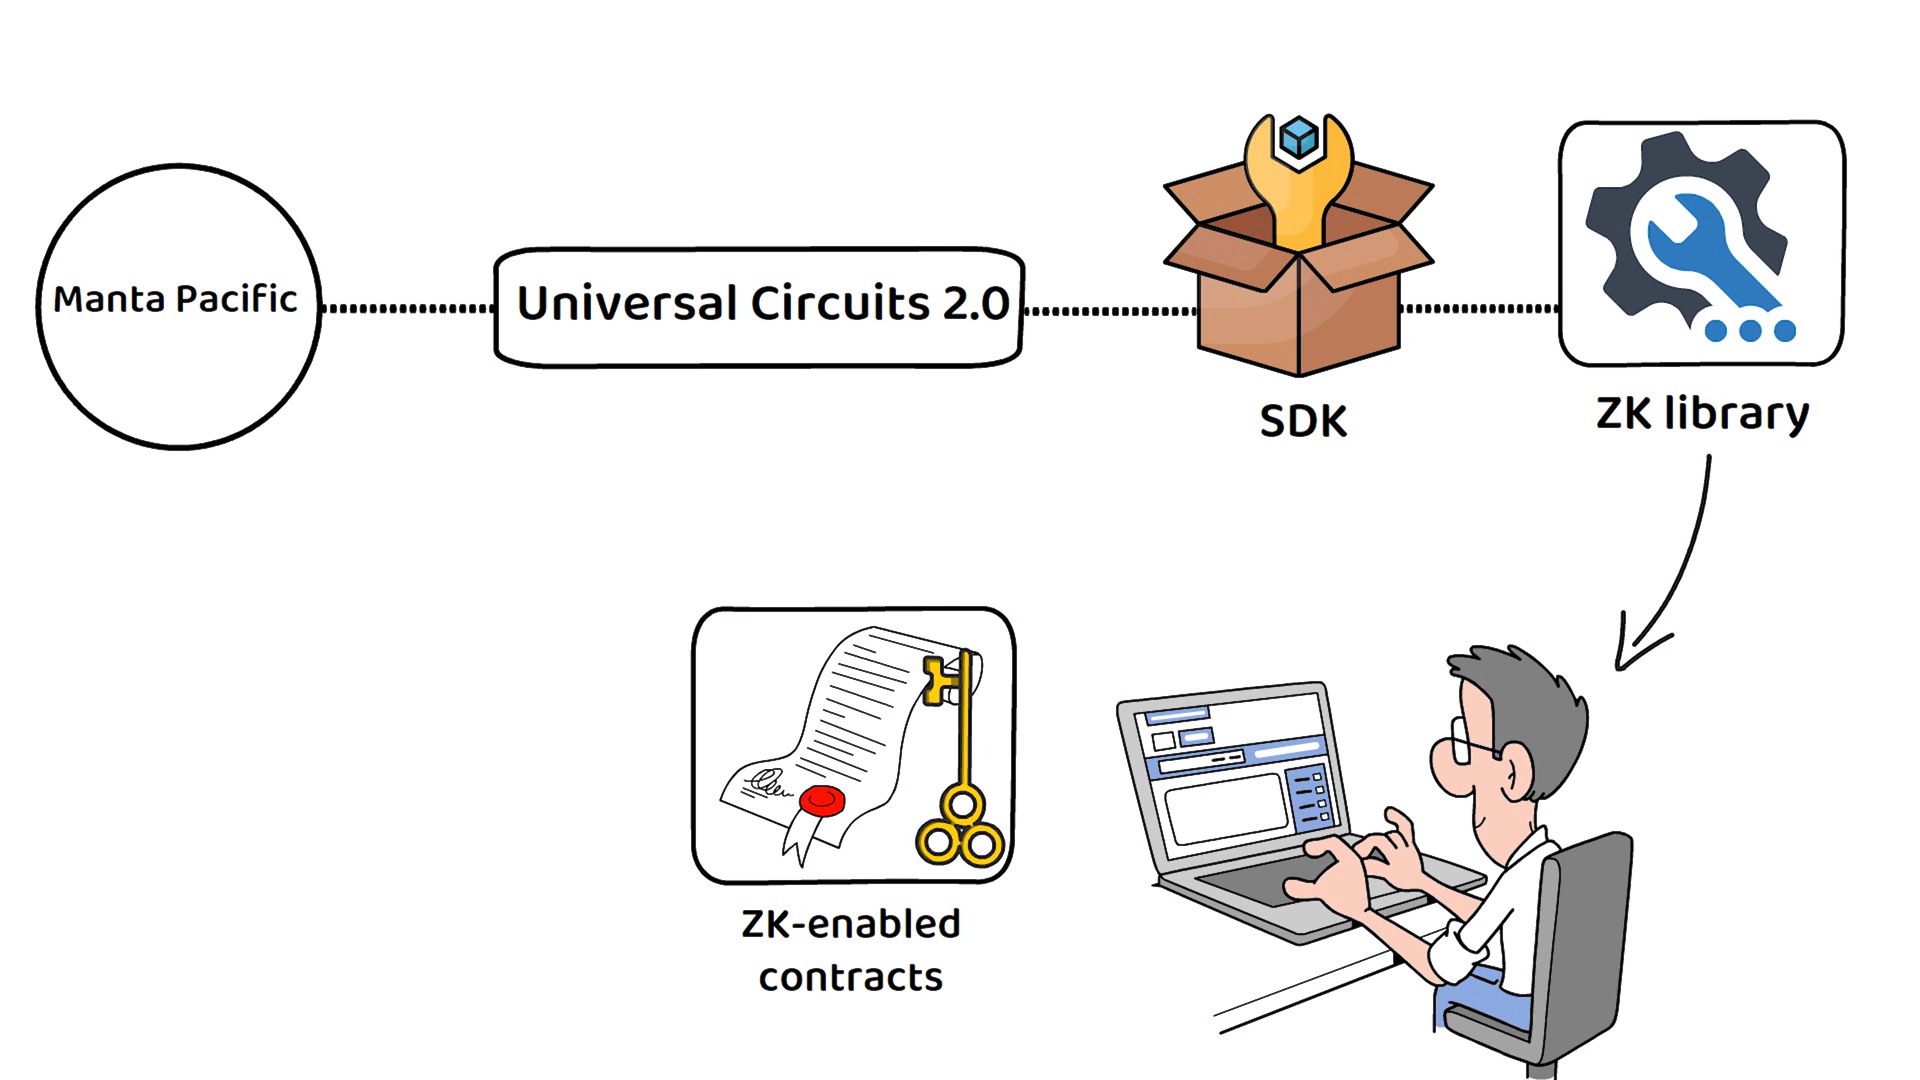 Manta Pacific
Universal Circuits 2.0
SDK
ZK library
ZK-enabled
contracts